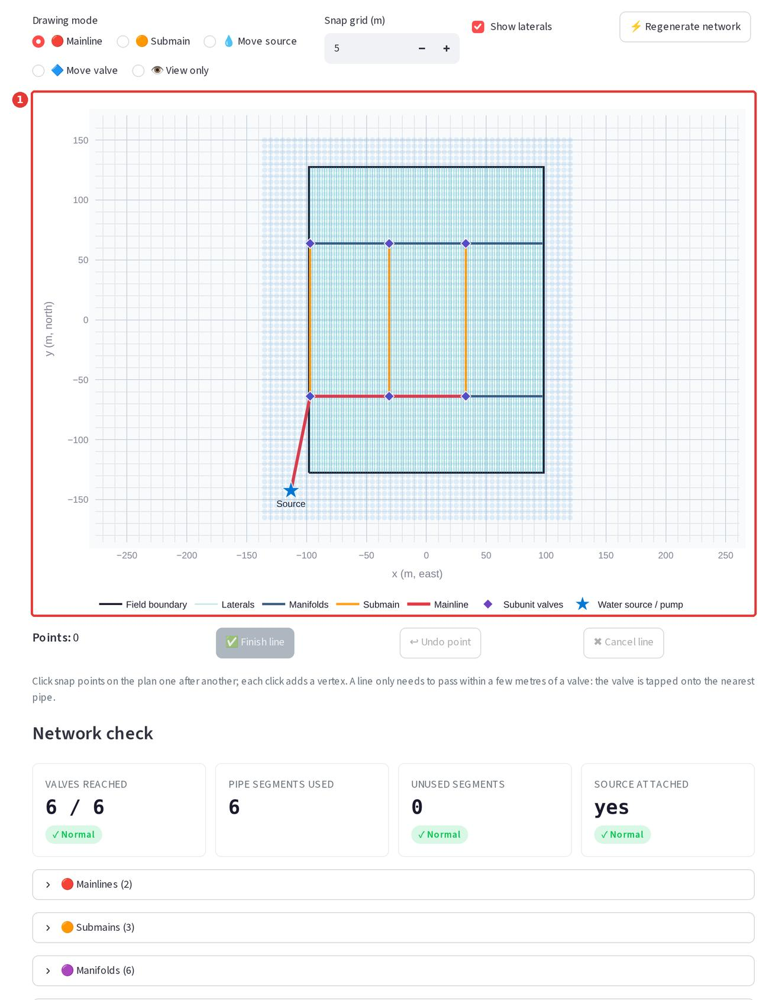 Drawing mode
Snap grid (m)
Show laterals
⚡ Regenerate network
🔴 Mainline
🟠 Submain
💧 Move source
5
−
+
🔷 Move valve
👁️ View only
1
150
100
50
0
−50
−100
−150
y (m, north)
Source
−250
−200
−150
−100
−50
0
50
100
150
200
250
x (m, east)
Field boundary
Laterals
Manifolds
Submain
Mainline
Subunit valves
Water source / pump
Points: 0
✅ Finish line
↩ Undo point
✖ Cancel line
Click snap points on the plan one after another; each click adds a vertex. A line only needs to pass within a few metres of a valve: the valve is tapped onto the nearest
pipe.
Network check
VALVES REACHED
6 / 6
✓ Normal
PIPE SEGMENTS USED
6
UNUSED SEGMENTS
0
✓ Normal
SOURCE ATTACHED
yes
✓ Normal
🔴 Mainlines (2)
🟠 Submains (3)
🟣 Manifolds (6)